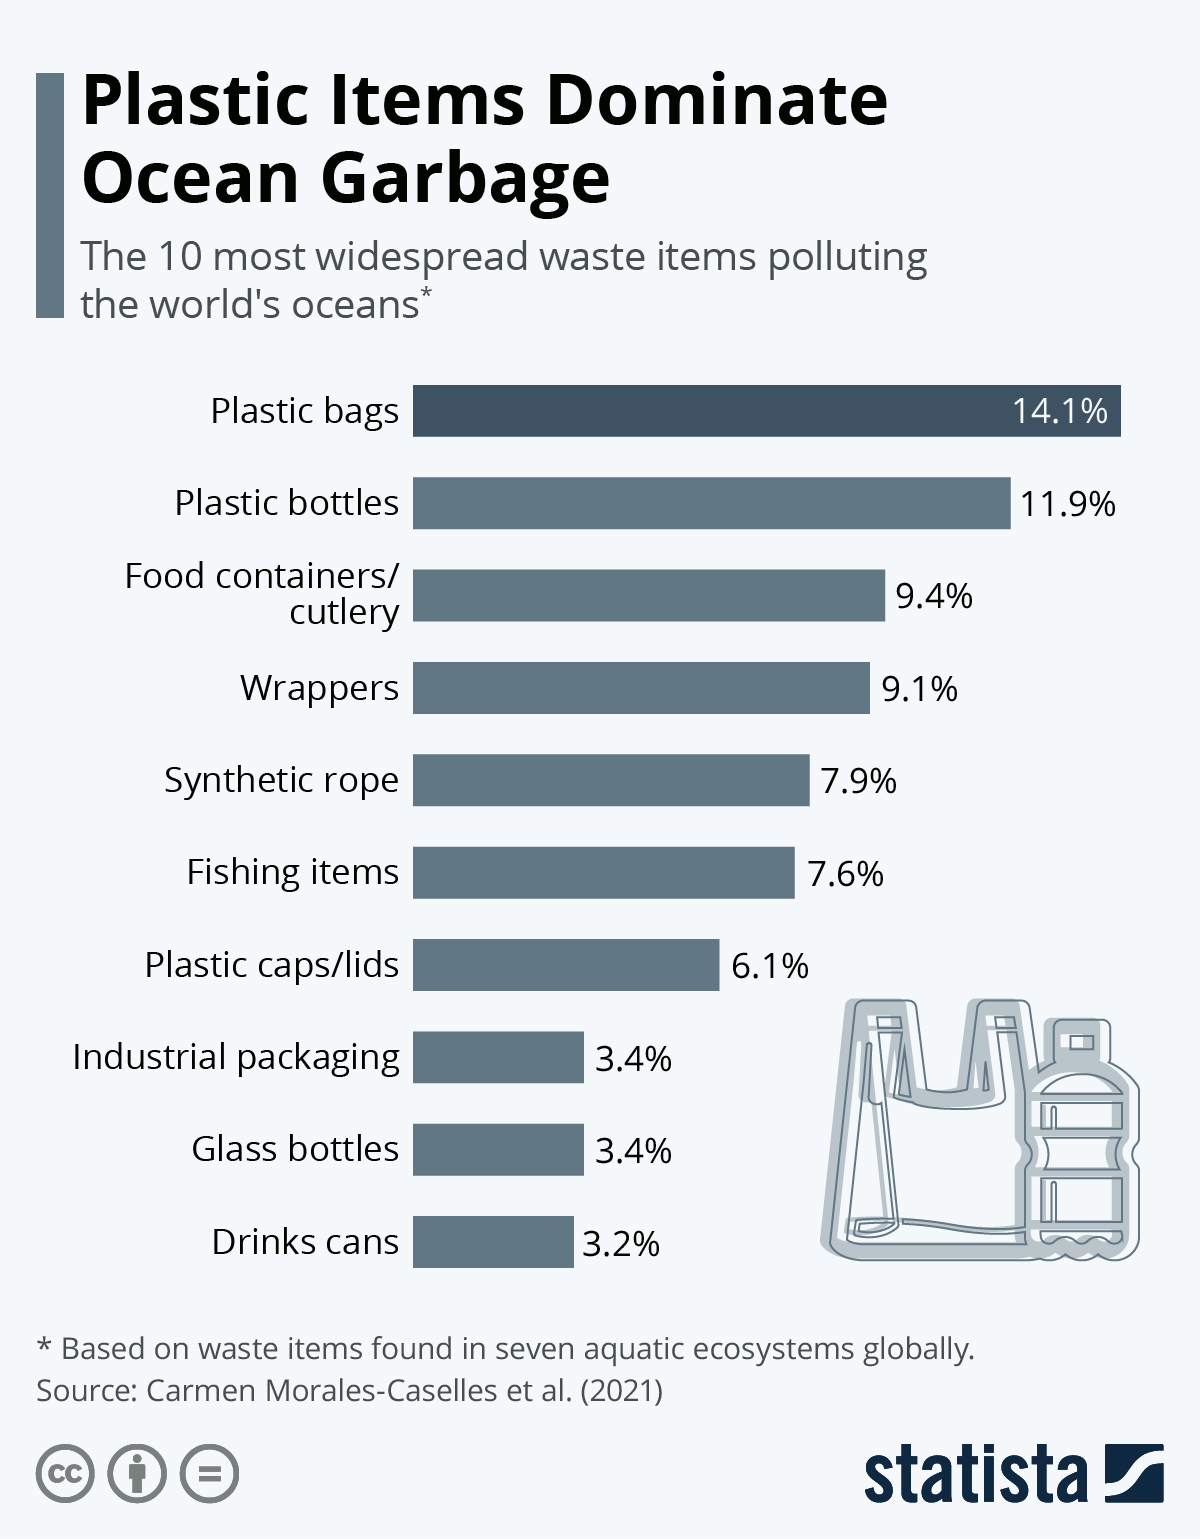 Plastic Items Dominate
Ocean Garbage
The 10 most widespread waste items polluting
the world's oceans*
Plastic bags 14.1%
Plastic bottles 11.9%
Food containers/
cutlery 9.4%
Wrappers 9.1%
Synthetic rope 7.9%
Fishing items 7.6%
Plastic caps/lids 6.1%
Industrial packaging 3.4%
Glass bottles 3.4%
Drinks cans 3.2%
* Based on waste items found in seven aquatic ecosystems globally.
Source: Carmen Morales-Caselles et al. (2021)
cc =
statista